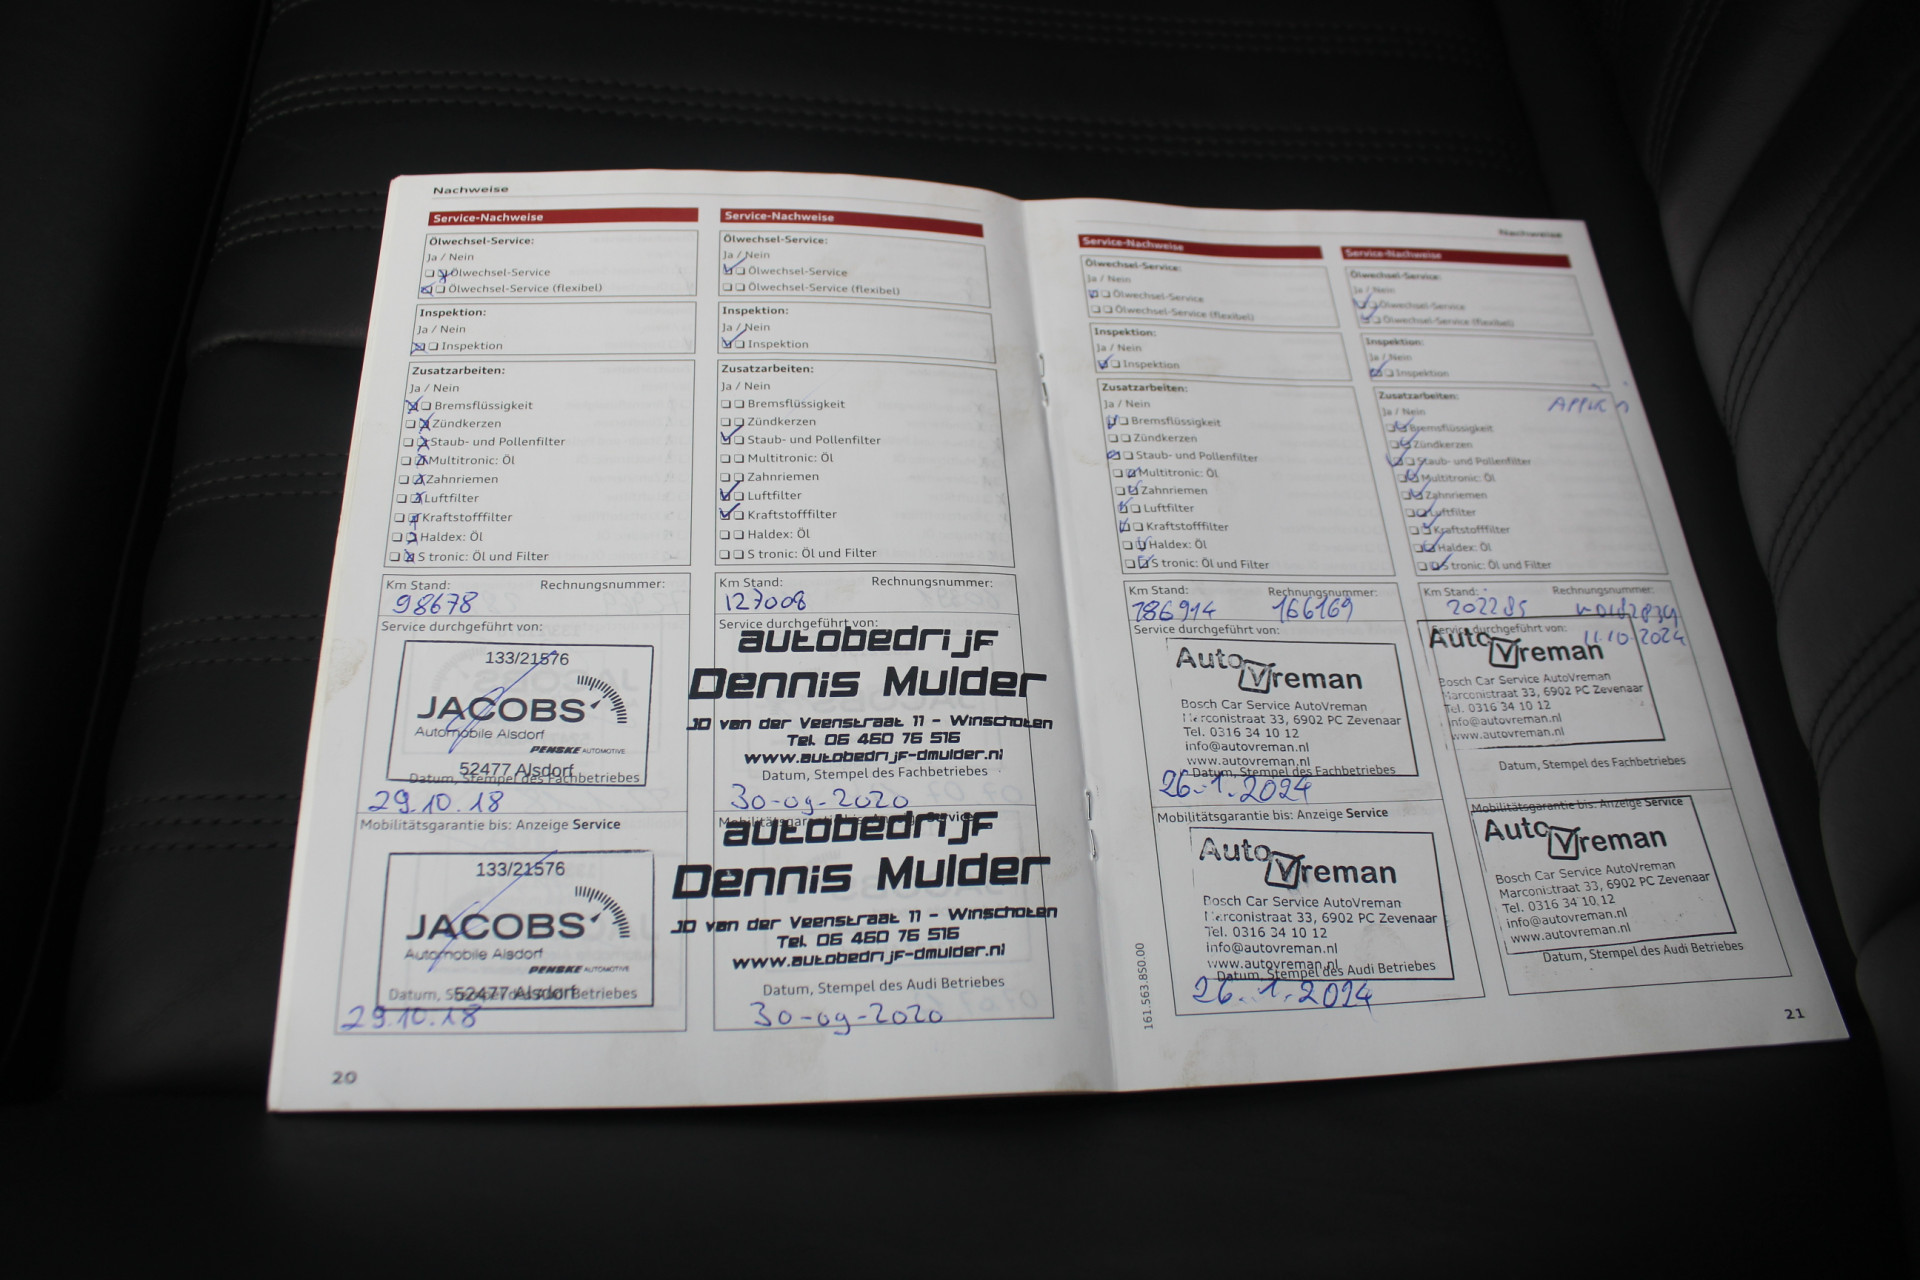 Nachweise
Service-Nachweise
Ölwechsel-Service:
Ja / Nein
Ölwechsel-Service
Ölwechsel-Service (flexibel)
Inspektion:
Ja / Nein
Inspektion
Zusatzarbeiten:
Ja / Nein
Bremsflüssigkeit
Zündkerzen
Staub- und Pollenfilter
Multitronic: Öl
Zahnriemen
Luftfilter
Kraftstofffilter
Haldex: Öl
S tronic: Öl und Filter
Km Stand: Rechnungsnummer:
98678
Service durchgeführt von:
133/21576
JACOBS
Automobile Alsdorf
PENSKE AUTOMOTIVE
52477 Alsdorf
Datum, Stempel des Fachbetriebes
29.10.18
Mobilitätsgarantie bis: Anzeige Service
133/21576
JACOBS
Automobile Alsdorf
PENSKE AUTOMOTIVE
52477 Alsdorf
Datum, Stempel des Audi Betriebes
29.10.18
20
Service-Nachweise
Ölwechsel-Service:
Ja / Nein
Ölwechsel-Service
Ölwechsel-Service (flexibel)
Inspektion:
Ja / Nein
Inspektion
Zusatzarbeiten:
Ja / Nein
Bremsflüssigkeit
Zündkerzen
Staub- und Pollenfilter
Multitronic: Öl
Zahnriemen
Luftfilter
Kraftstofffilter
Haldex: Öl
S tronic: Öl und Filter
Km Stand: Rechnungsnummer:
127008
Service durchgeführt von:
autobedrijf
Dennis Mulder
JD van der Veenstraat 11 - Winschoten
Tel. 06 460 76 516
www.autobedrijf-dmulder.nl
Datum, Stempel des Fachbetriebes
30-09-2020
Mobilitätsgarantie bis: Anzeige Service
autobedrijf
Dennis Mulder
JD van der Veenstraat 11 - Winschoten
Tel. 06 460 76 516
www.autobedrijf-dmulder.nl
Datum, Stempel des Audi Betriebes
30-09-2020
Service-Nachweise
Ölwechsel-Service:
Ja / Nein
Ölwechsel-Service
Ölwechsel-Service (flexibel)
Inspektion:
Ja / Nein
Inspektion
Zusatzarbeiten:
Ja / Nein
Bremsflüssigkeit
Zündkerzen
Staub- und Pollenfilter
Multitronic: Öl
Zahnriemen
Luftfilter
Kraftstofffilter
Haldex: Öl
S tronic: Öl und Filter
Km Stand: Rechnungsnummer:
186914 166169
Service durchgeführt von:
Auto Vreman
Bosch Car Service AutoVreman
Marconistraat 33, 6902 PC Zevenaar
Tel. 0316 34 10 12
info@autovreman.nl
www.autovreman.nl
Datum, Stempel des Fachbetriebes
26.1.2024
Mobilitätsgarantie bis: Anzeige Service
Auto Vreman
Bosch Car Service AutoVreman
Marconistraat 33, 6902 PC Zevenaar
Tel. 0316 34 10 12
info@autovreman.nl
www.autovreman.nl
Datum, Stempel des Audi Betriebes
26.1.2024
161.563.850.00
Nachweise
Service-Nachweise
Ölwechsel-Service:
Ja / Nein
Ölwechsel-Service
Ölwechsel-Service (flexibel)
Inspektion:
Ja / Nein
Inspektion
Zusatzarbeiten:
Ja / Nein
Bremsflüssigkeit
Zündkerzen
Staub- und Pollenfilter
Multitronic: Öl
Zahnriemen
Luftfilter
Kraftstofffilter
Haldex: Öl
S tronic: Öl und Filter
Km Stand: Rechnungsnummer:
202285
Service durchgeführt von:
11.10.2024
Auto Vreman
Bosch Car Service AutoVreman
Marconistraat 33, 6902 PC Zevenaar
Tel. 0316 34 10 12
info@autovreman.nl
www.autovreman.nl
Datum, Stempel des Fachbetriebes
Mobilitätsgarantie bis: Anzeige Service
Auto Vreman
Bosch Car Service AutoVreman
Marconistraat 33, 6902 PC Zevenaar
Tel. 0316 34 10 12
info@autovreman.nl
www.autovreman.nl
Datum, Stempel des Audi Betriebes
21